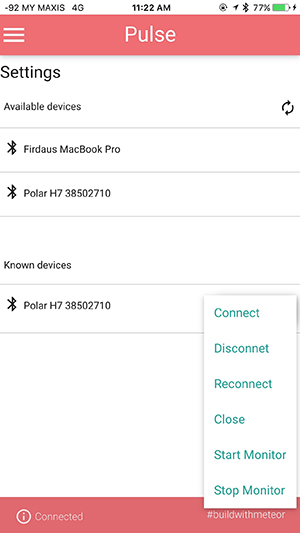 -92 MY MAXIS 4G 11:22 AM 77%
Pulse
Settings
Available devices
Firdaus MacBook Pro
Polar H7 38502710
Known devices
Polar H7 38502710
Connect
Disconnet
Reconnect
Close
Start Monitor
Stop Monitor
Connected #buildwithmeteor